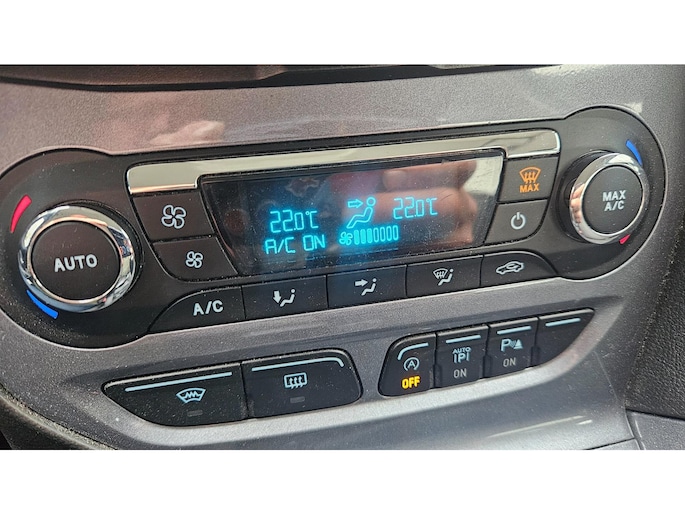 MAX
22.0°C 22.0°C
A/C ON
AUTO
MAX
A/C
A/C
A
OFF
AUTO
P
ON
P
ON